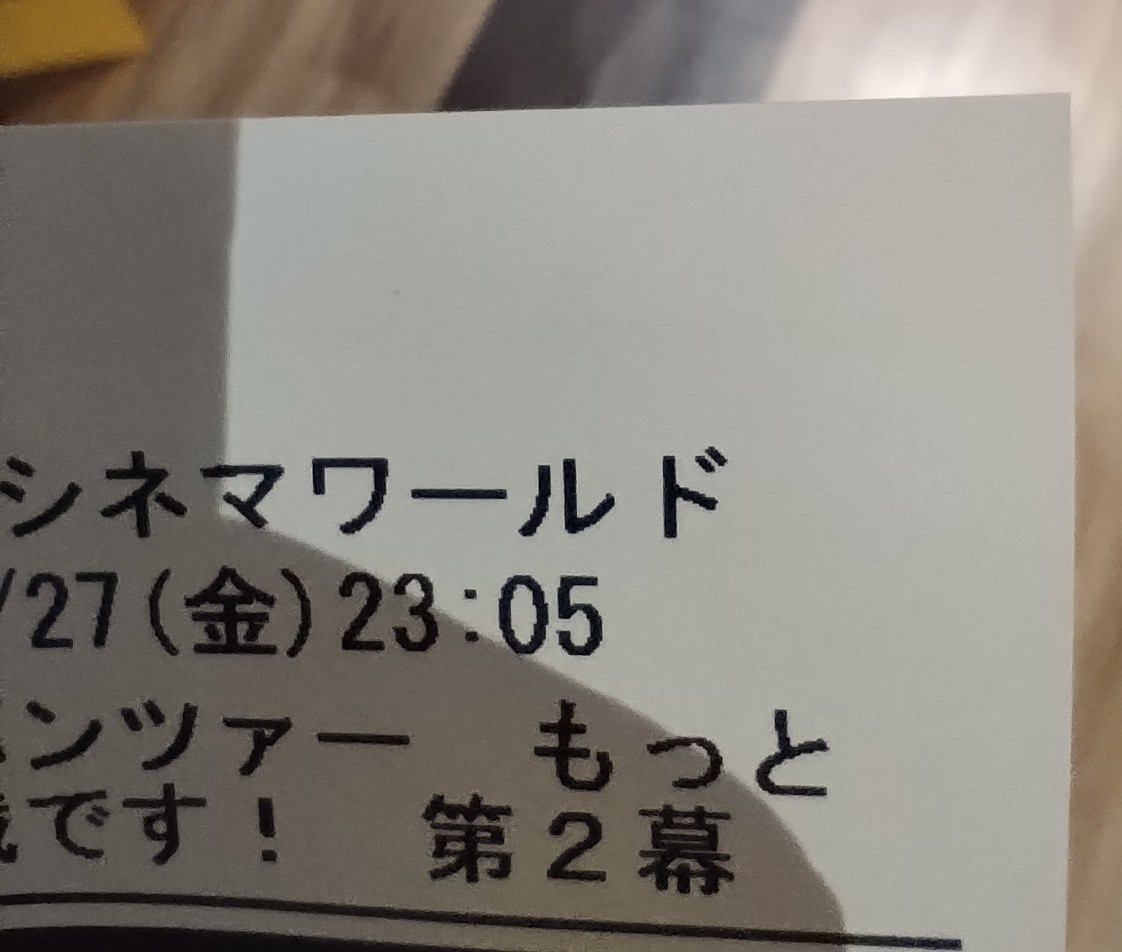 シネマワールド
/27(金)23:05
ンツァー　もっと
です！　第２幕